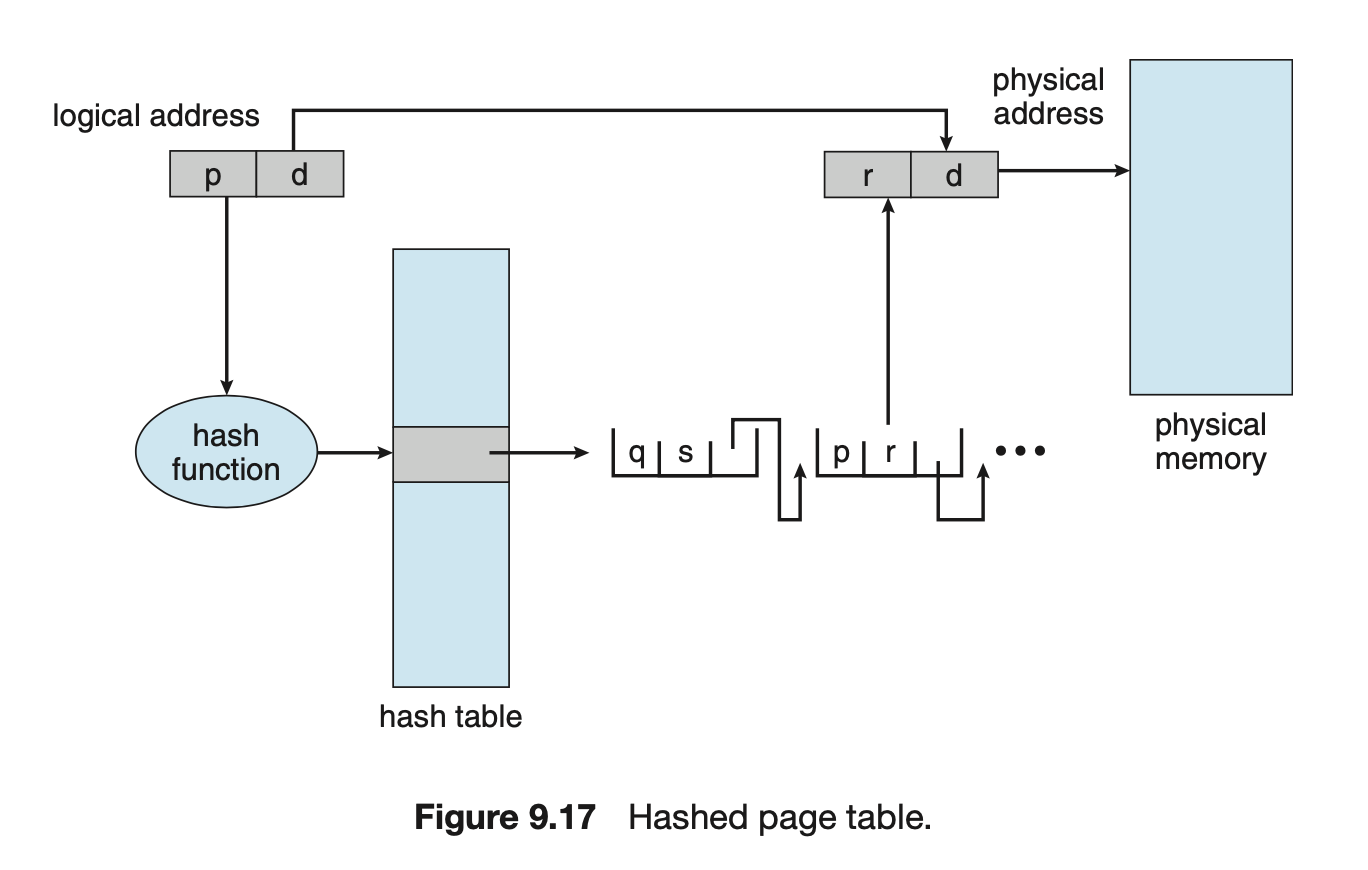 logical address
physical
address
p d
r d
hash
function
q s
p r
•••
physical
memory
hash table
Figure 9.17 Hashed page table.